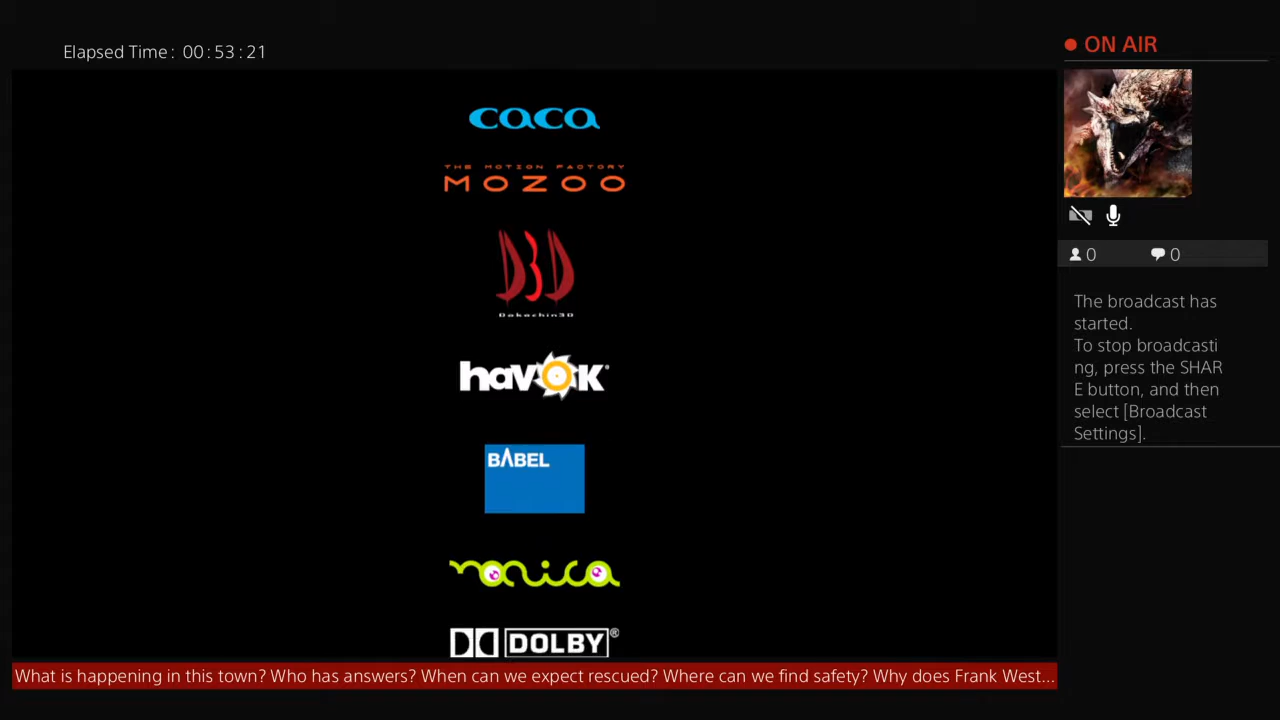 Elapsed Time: 00:53:21
ON AIR
caca
THE MOTION FACTORY
MOZOO
D3D
Dakachin3D
havok
0 0
The broadcast has
started.
To stop broadcasti
ng, press the SHAR
E button, and then
select [Broadcast
Settings].
BABEL
monica
DOLBY®
What is happening in this town? Who has answers? When can we expect rescued? Where can we find safety? Why does Frank West...